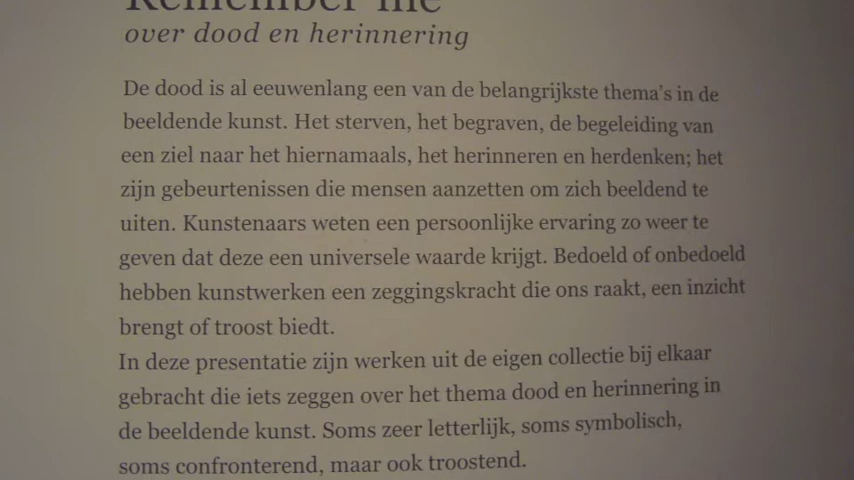 Remember me
over dood en herinnering
De dood is al eeuwenlang een van de belangrijkste thema's in de
beeldende kunst. Het sterven, het begraven, de begeleiding van
een ziel naar het hiernamaals, het herinneren en herdenken; het
zijn gebeurtenissen die mensen aanzetten om zich beeldend te
uiten. Kunstenaars weten een persoonlijke ervaring zo weer te
geven dat deze een universele waarde krijgt. Bedoeld of onbedoeld
hebben kunstwerken een zeggingskracht die ons raakt, een inzicht
brengt of troost biedt.
In deze presentatie zijn werken uit de eigen collectie bij elkaar
gebracht die iets zeggen over het thema dood en herinnering in
de beeldende kunst. Soms zeer letterlijk, soms symbolisch,
soms confronterend, maar ook troostend.